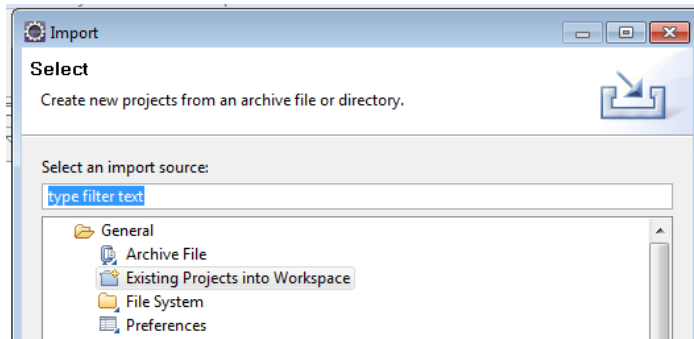 Import
Select
Create new projects from an archive file or directory.
Select an import source:
type filter text
General
Archive File
Existing Projects into Workspace
File System
Preferences